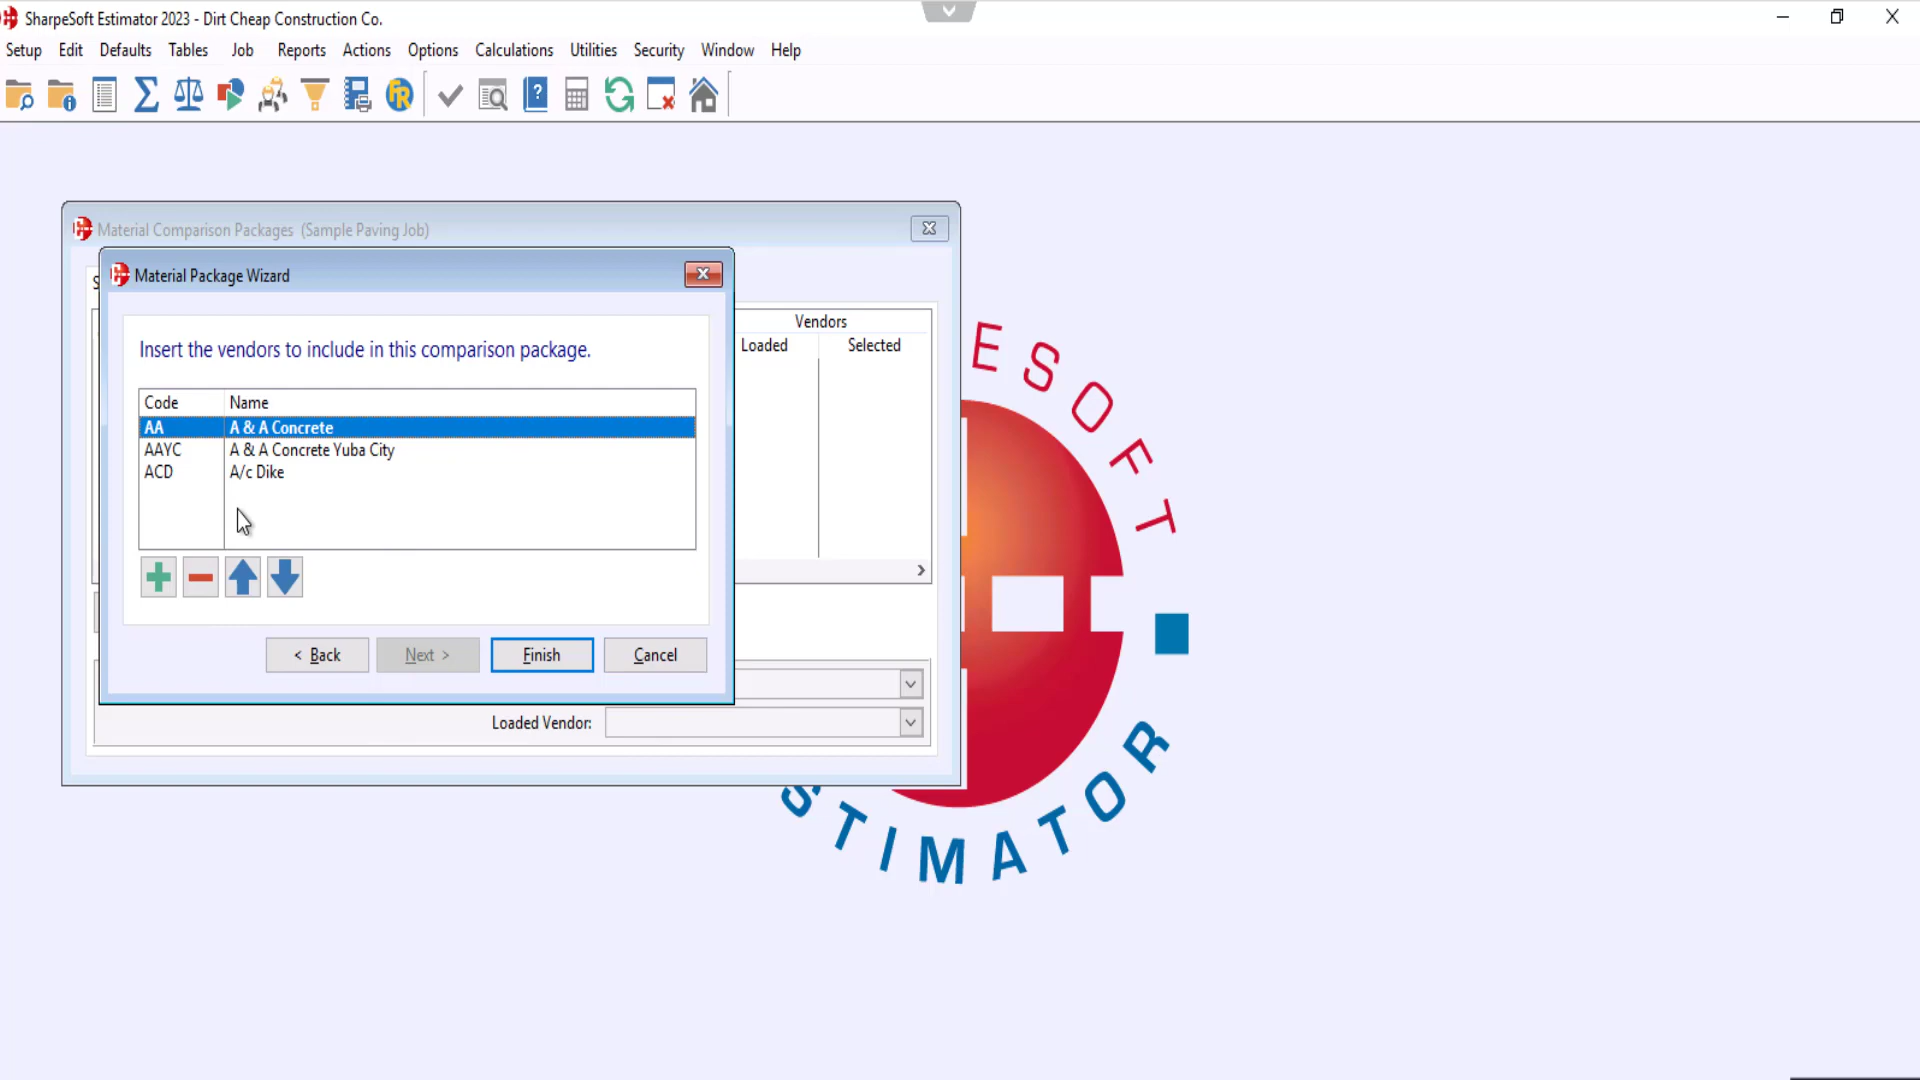 SharpeSoft Estimator 2023 - Dirt Cheap Construction Co.
Setup Edit Defaults Tables Job Reports Actions Options Calculations Utilities Security Window Help
FR
Material Comparison Packages (Sample Paving Job)
Material Package Wizard
Insert the vendors to include in this comparison package.
Code Name
AA A & A Concrete
AAYC A & A Concrete Yuba City
ACD A/c Dike
< Back Next > Finish Cancel
Vendors
Loaded Selected
Loaded Vendor:
ESOFT
STIMATOR